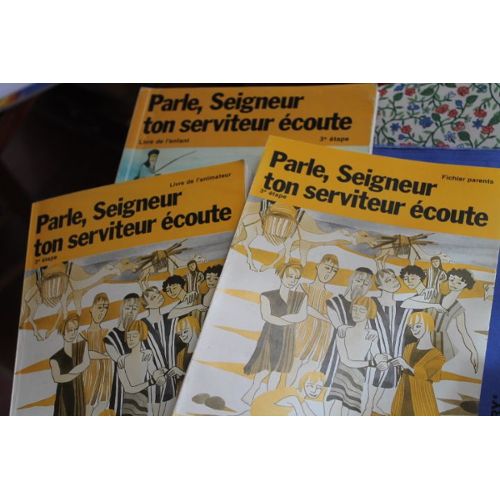 Parle, Seigneur
ton serviteur écoute
Livre de l'enfant 3e étape
Livre de l'animateur
Parle, Seigneur
ton serviteur écoute
3e étape
Fichier parents
Parle, Seigneur
ton serviteur écoute
3e étape